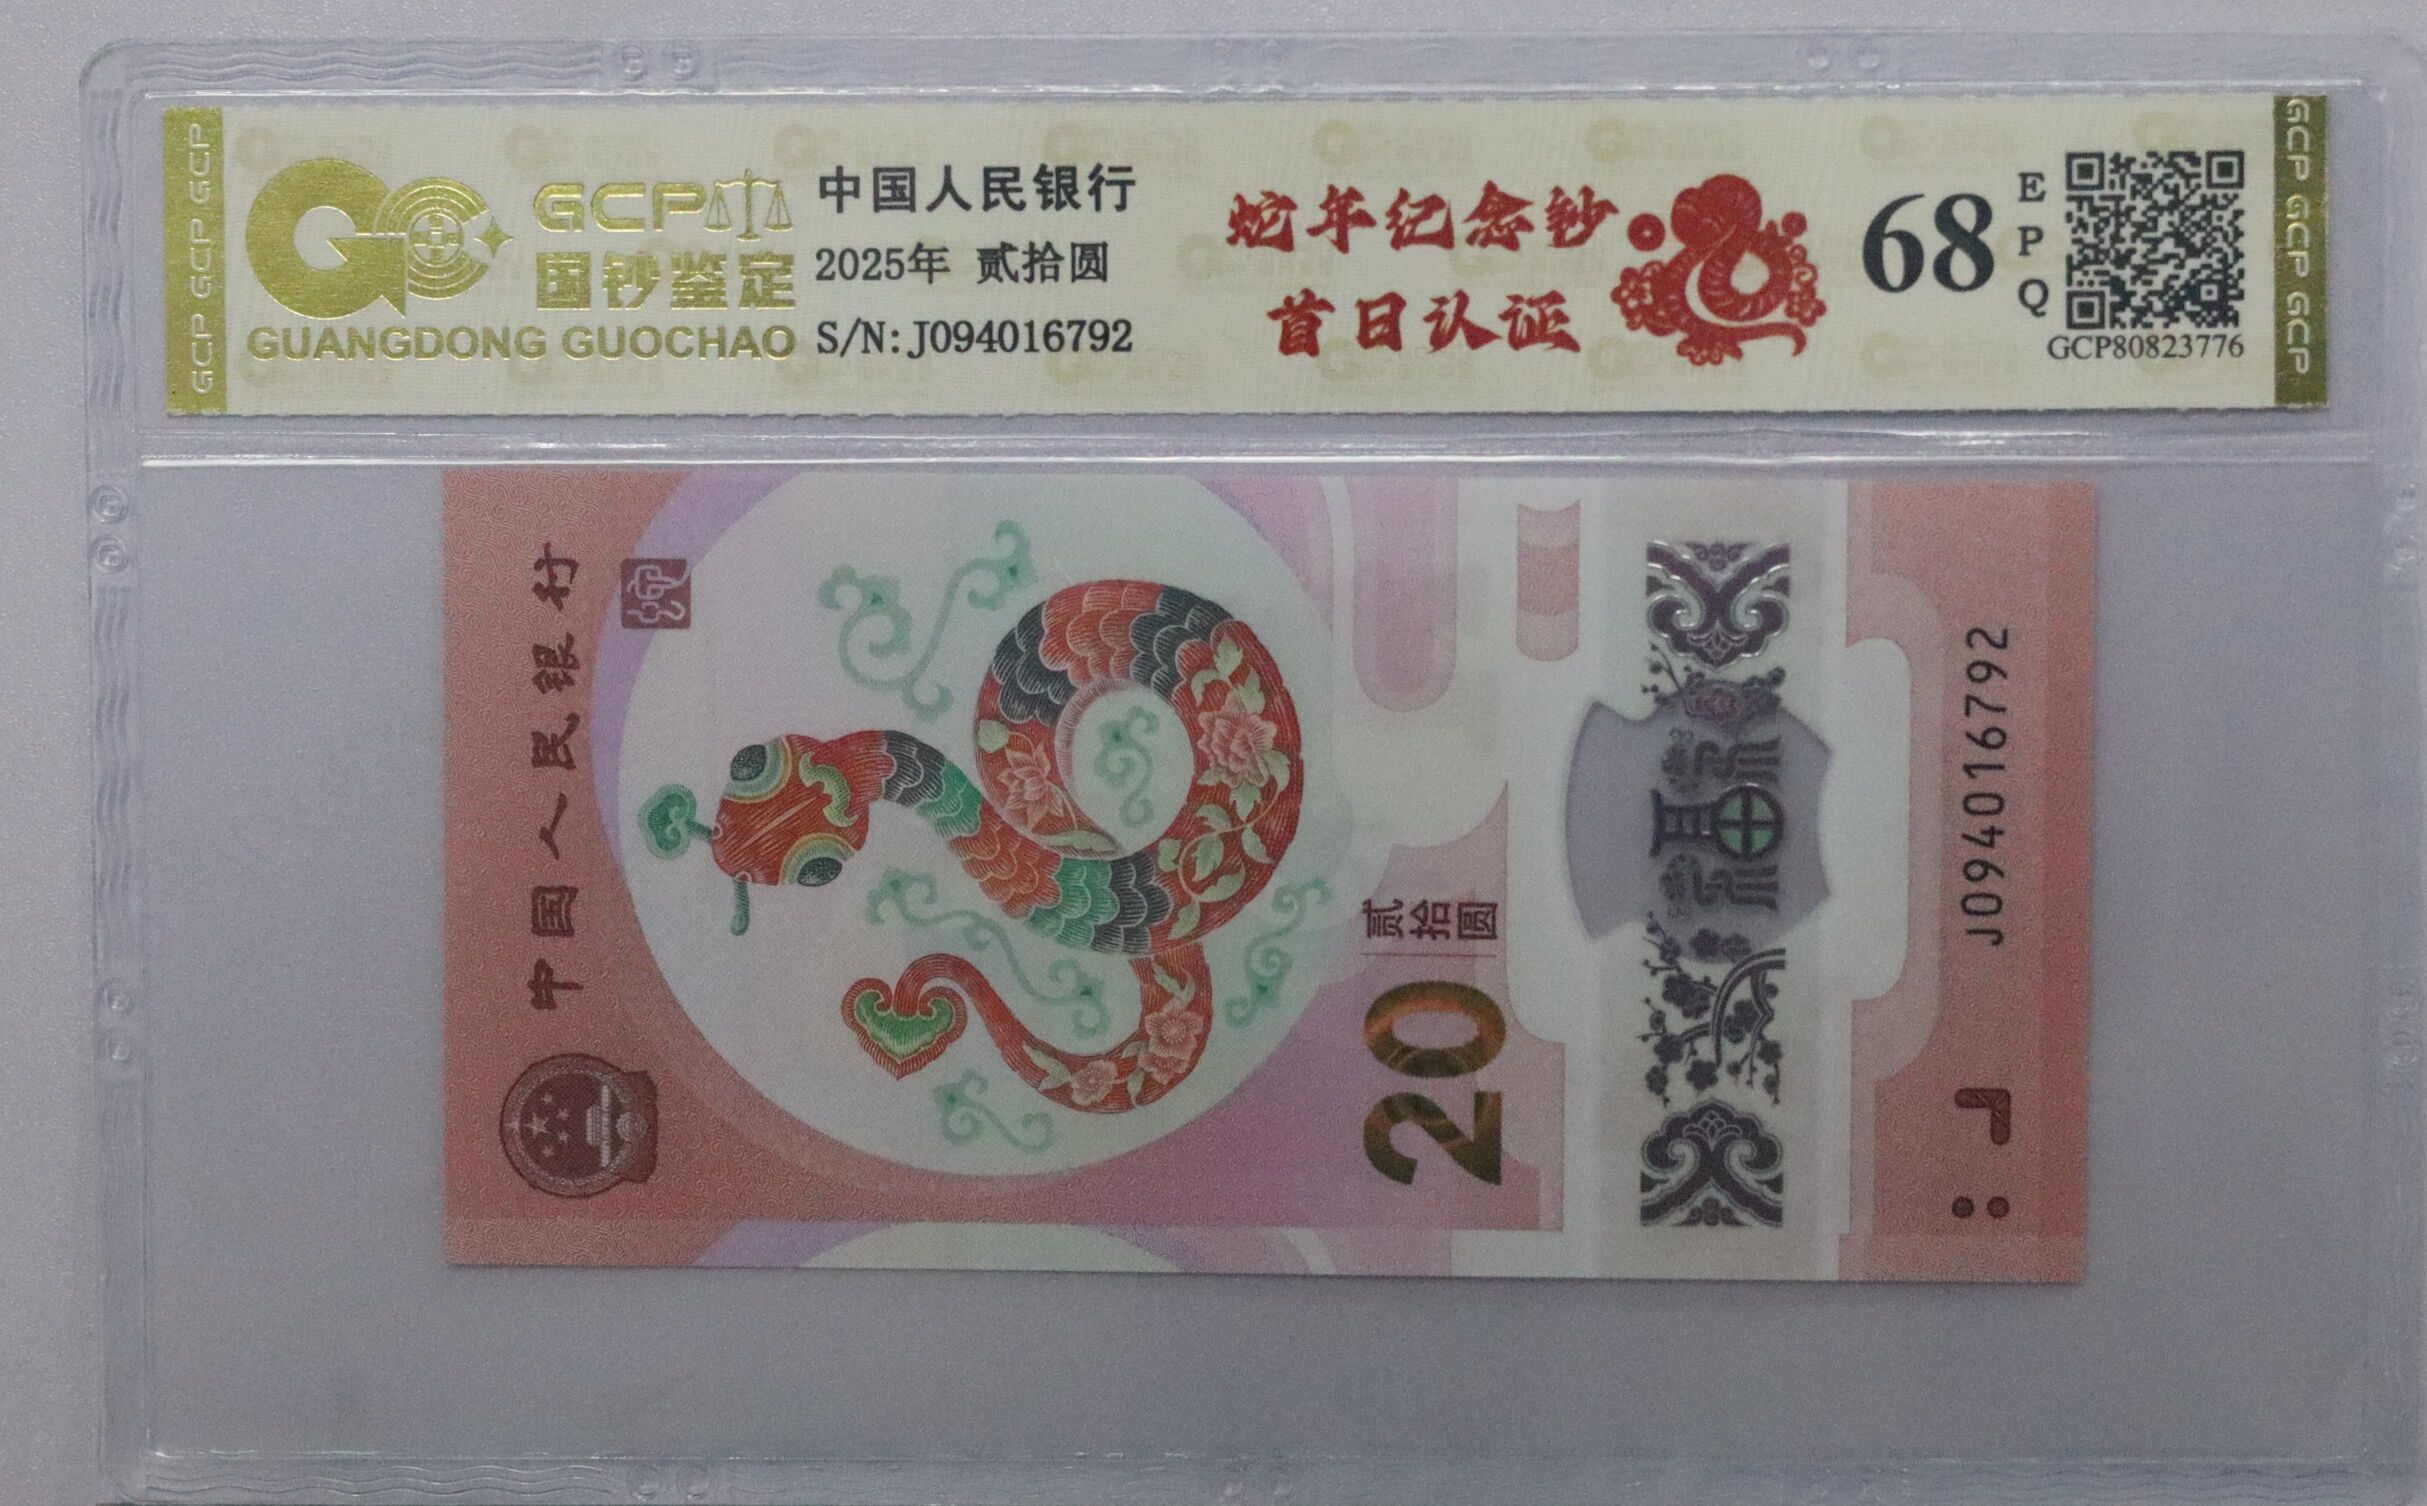 GCP GCP GCP
GCP
国钞鉴定
GUANGDONG GUOCHAO
中国人民银行
2025年 贰拾圆
S/N:J094016792
蛇年纪念钞
首日认证
68
EPQ
GCP80823776
GCP GCP GCP
中国人民银行
贰拾圆
20
福
J094016792